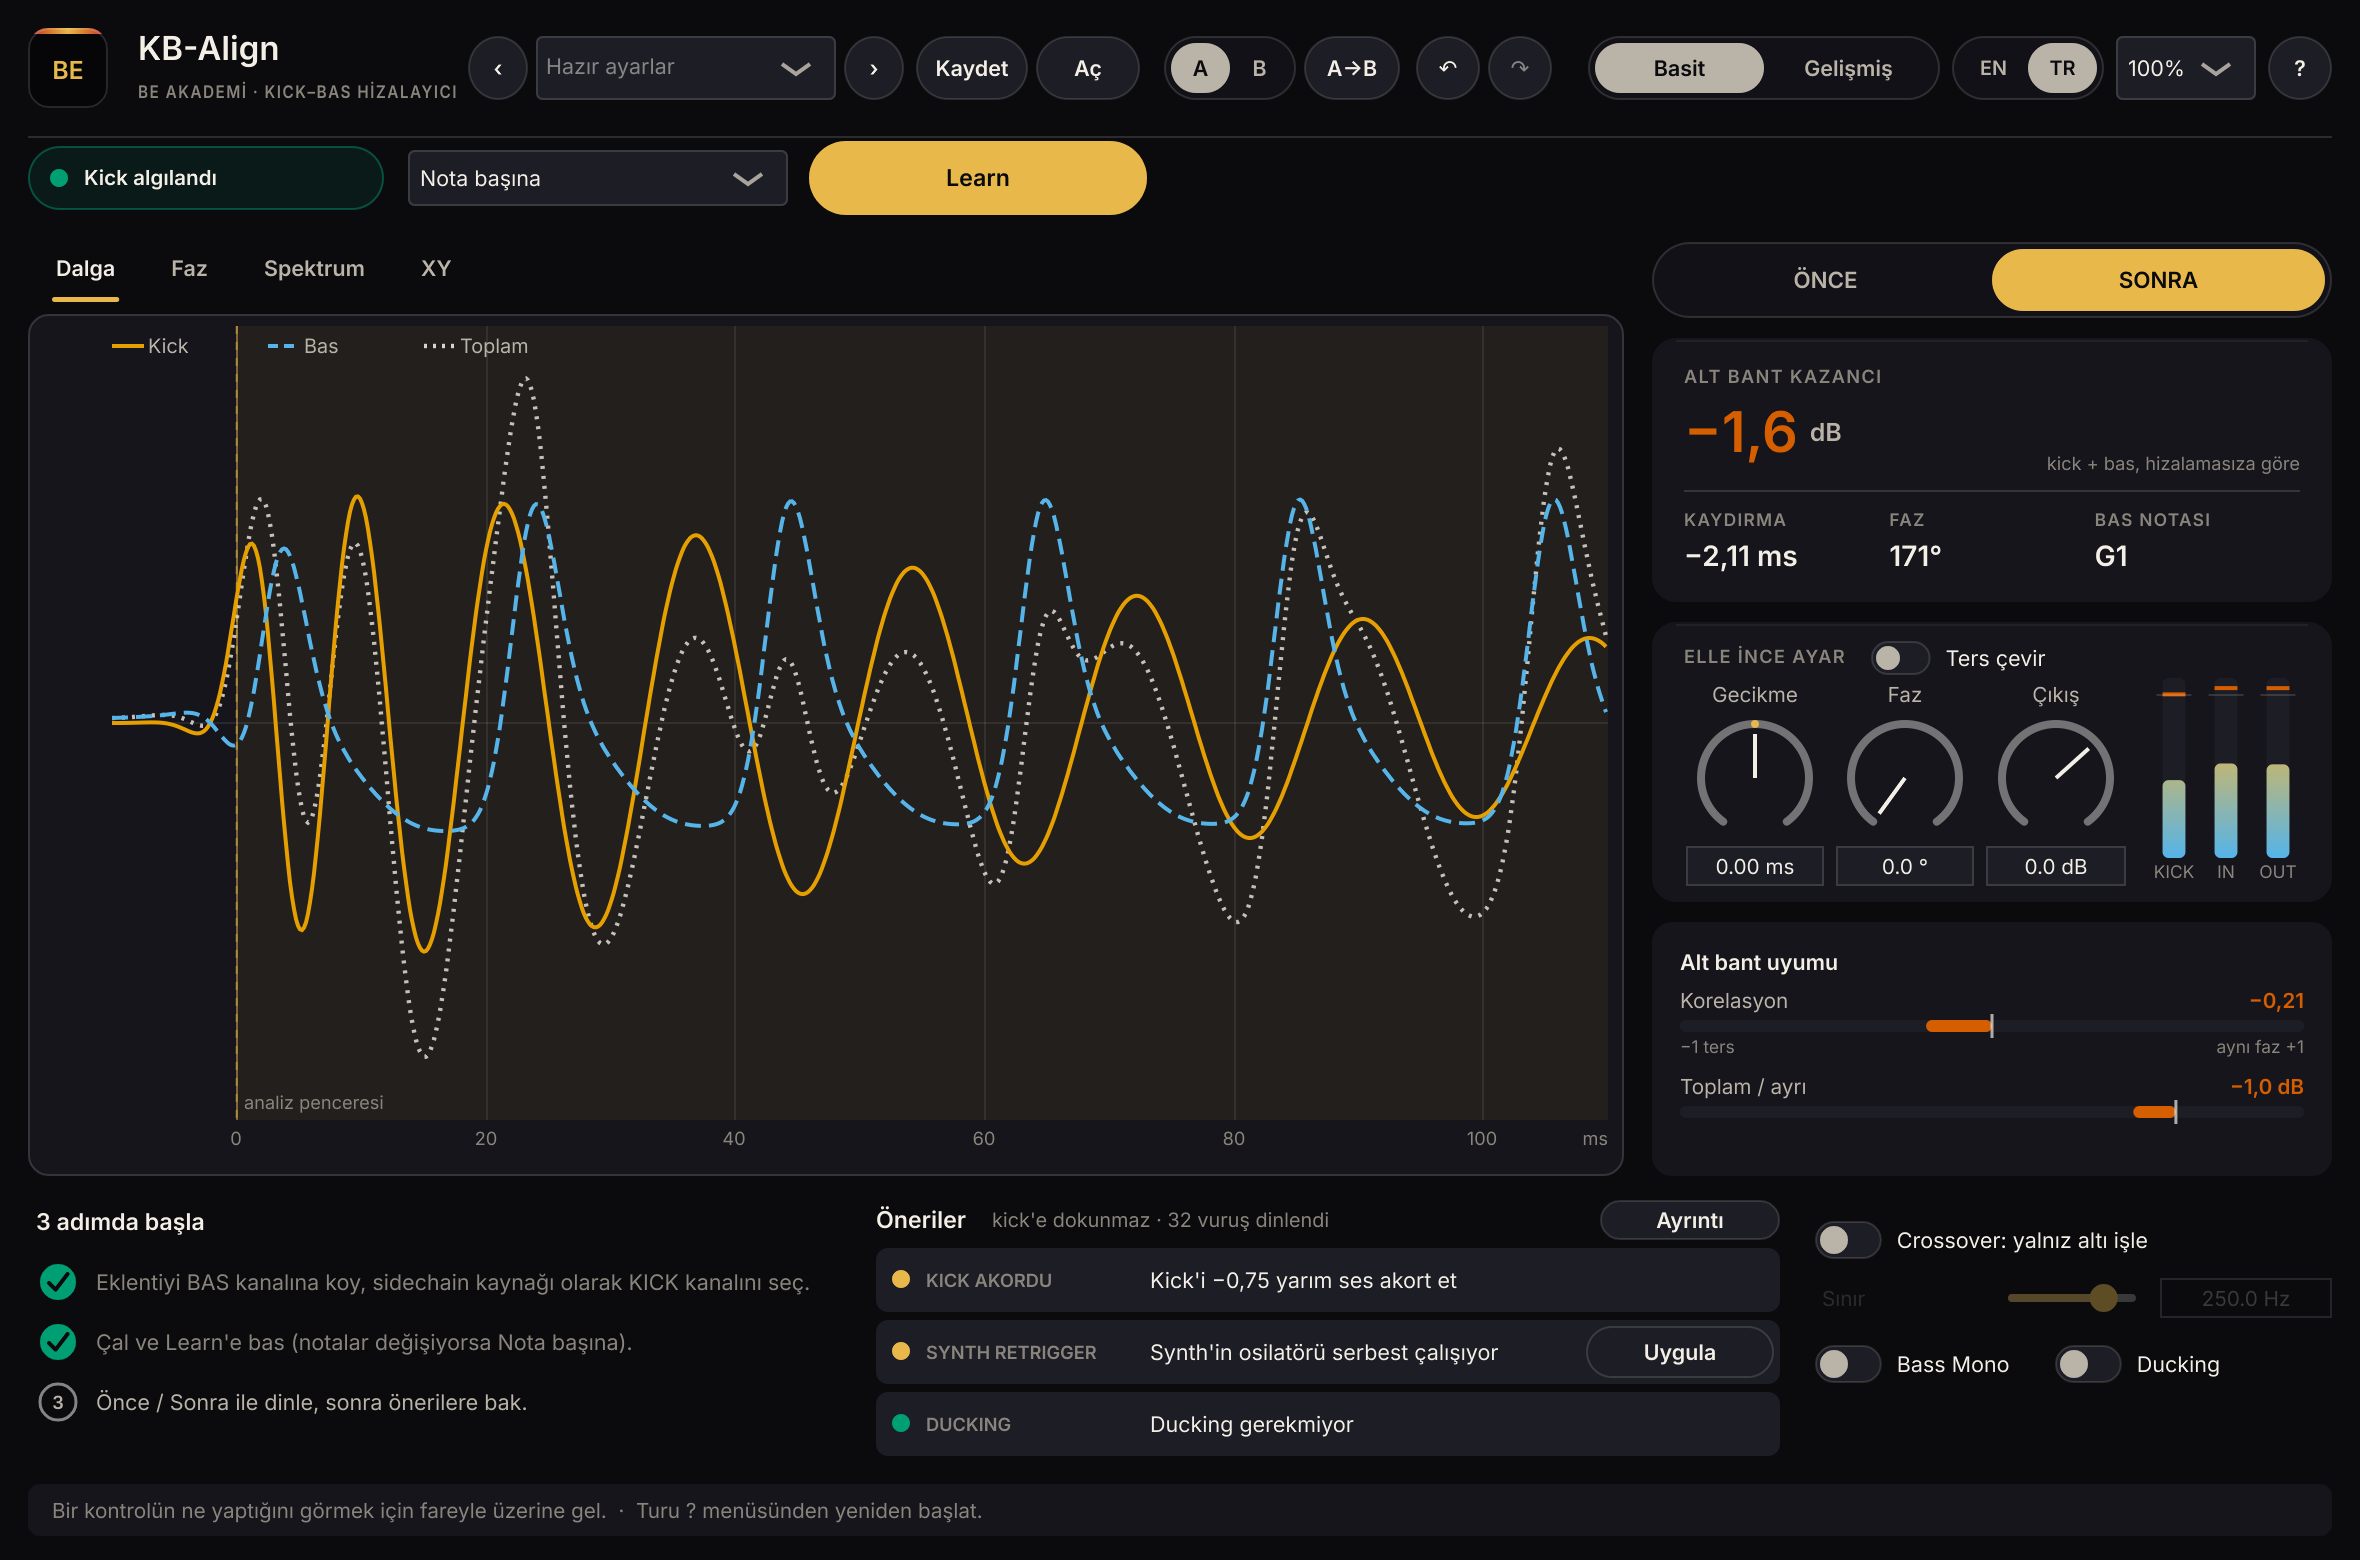 BE
KB-Align
BE AKADEMİ · KICK–BAS HİZALAYICI
‹
Hazır ayarlar
›
Kaydet
Aç
A
B
A→B
↶
↷
Basit
Gelişmiş
EN
TR
100%
?
Kick algılandı
Nota başına
Learn
Dalga
Faz
Spektrum
XY
ÖNCE
SONRA
Kick
Bas
Toplam
analiz penceresi
0
20
40
60
80
100
ms
ALT BANT KAZANCI
−1,6 dB
kick + bas, hizalamasıza göre
KAYDIRMA
FAZ
BAS NOTASI
−2,11 ms
171°
G1
ELLE İNCE AYAR
Ters çevir
Gecikme
Faz
Çıkış
0.00 ms
0.0 °
0.0 dB
KICK
IN
OUT
Alt bant uyumu
Korelasyon
−0,21
−1 ters
aynı faz +1
Toplam / ayrı
−1,0 dB
3 adımda başla
Eklentiyi BAS kanalına koy, sidechain kaynağı olarak KICK kanalını seç.
Çal ve Learn'e bas (notalar değişiyorsa Nota başına).
3
Önce / Sonra ile dinle, sonra önerilere bak.
Öneriler
kick'e dokunmaz · 32 vuruş dinlendi
Ayrıntı
KICK AKORDU
Kick'i −0,75 yarım ses akort et
SYNTH RETRIGGER
Synth'in osilatörü serbest çalışıyor
Uygula
DUCKING
Ducking gerekmiyor
Crossover: yalnız altı işle
Sınır
250.0 Hz
Bass Mono
Ducking
Bir kontrolün ne yaptığını görmek için fareyle üzerine gel. · Turu ? menüsünden yeniden başlat.